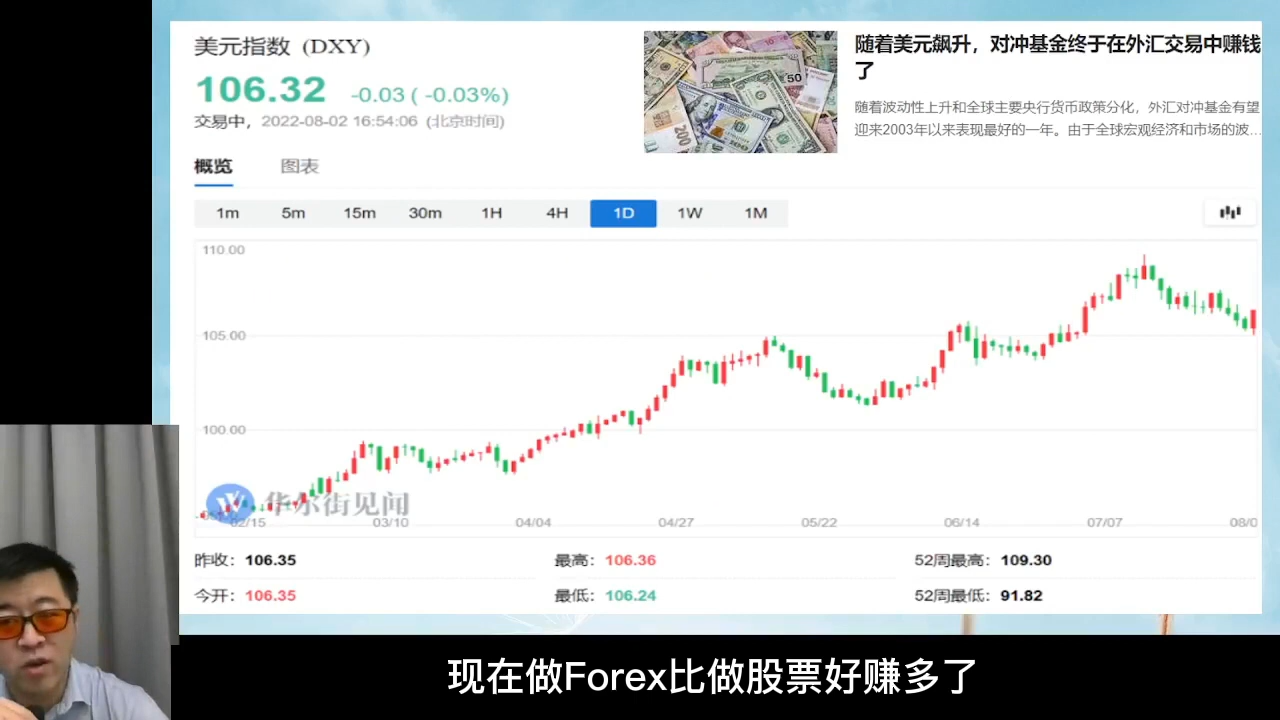 美元指数 (DXY)
106.32 -0.03 ( -0.03%)
交易中，2022-08-02 16:54:06 (北京时间)
随着美元飙升，对冲基金终于在外汇交易中赚钱
了
随着波动性上升和全球主要央行货币政策分化，外汇对冲基金有望
迎来2003年以来表现最好的一年。由于全球宏观经济和市场的波...
概览 图表
1m 5m 15m 30m 1H 4H 1D 1W 1M
110.00
105.00
100.00
华尔街见闻
02/15 03/10 04/04 04/27 05/22 06/14 07/07 08/0
昨收：106.35 最高：106.36 52周最高：109.30
今开：106.35 最低：106.24 52周最低：91.82
现在做Forex比做股票好赚多了